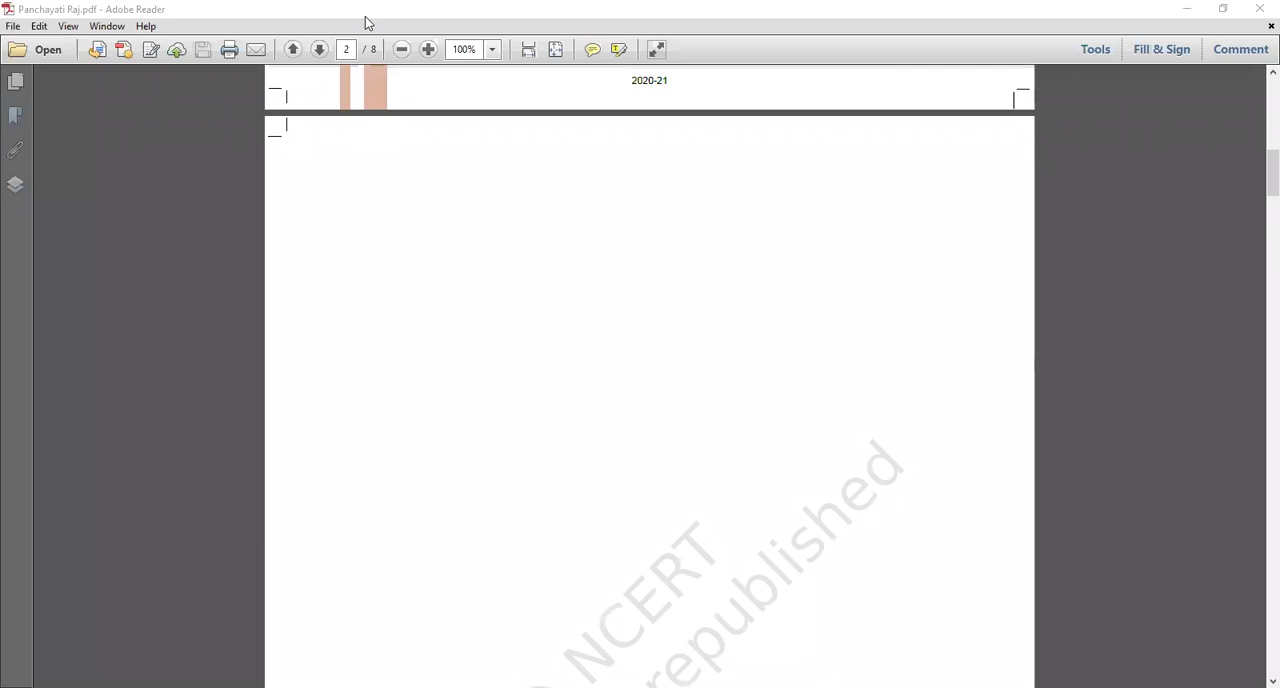 Panchayati Raj.pdf - Adobe Reader
File Edit View Window Help
Open 2 / 8 100% Tools Fill & Sign Comment
2020-21
NCERT
republished